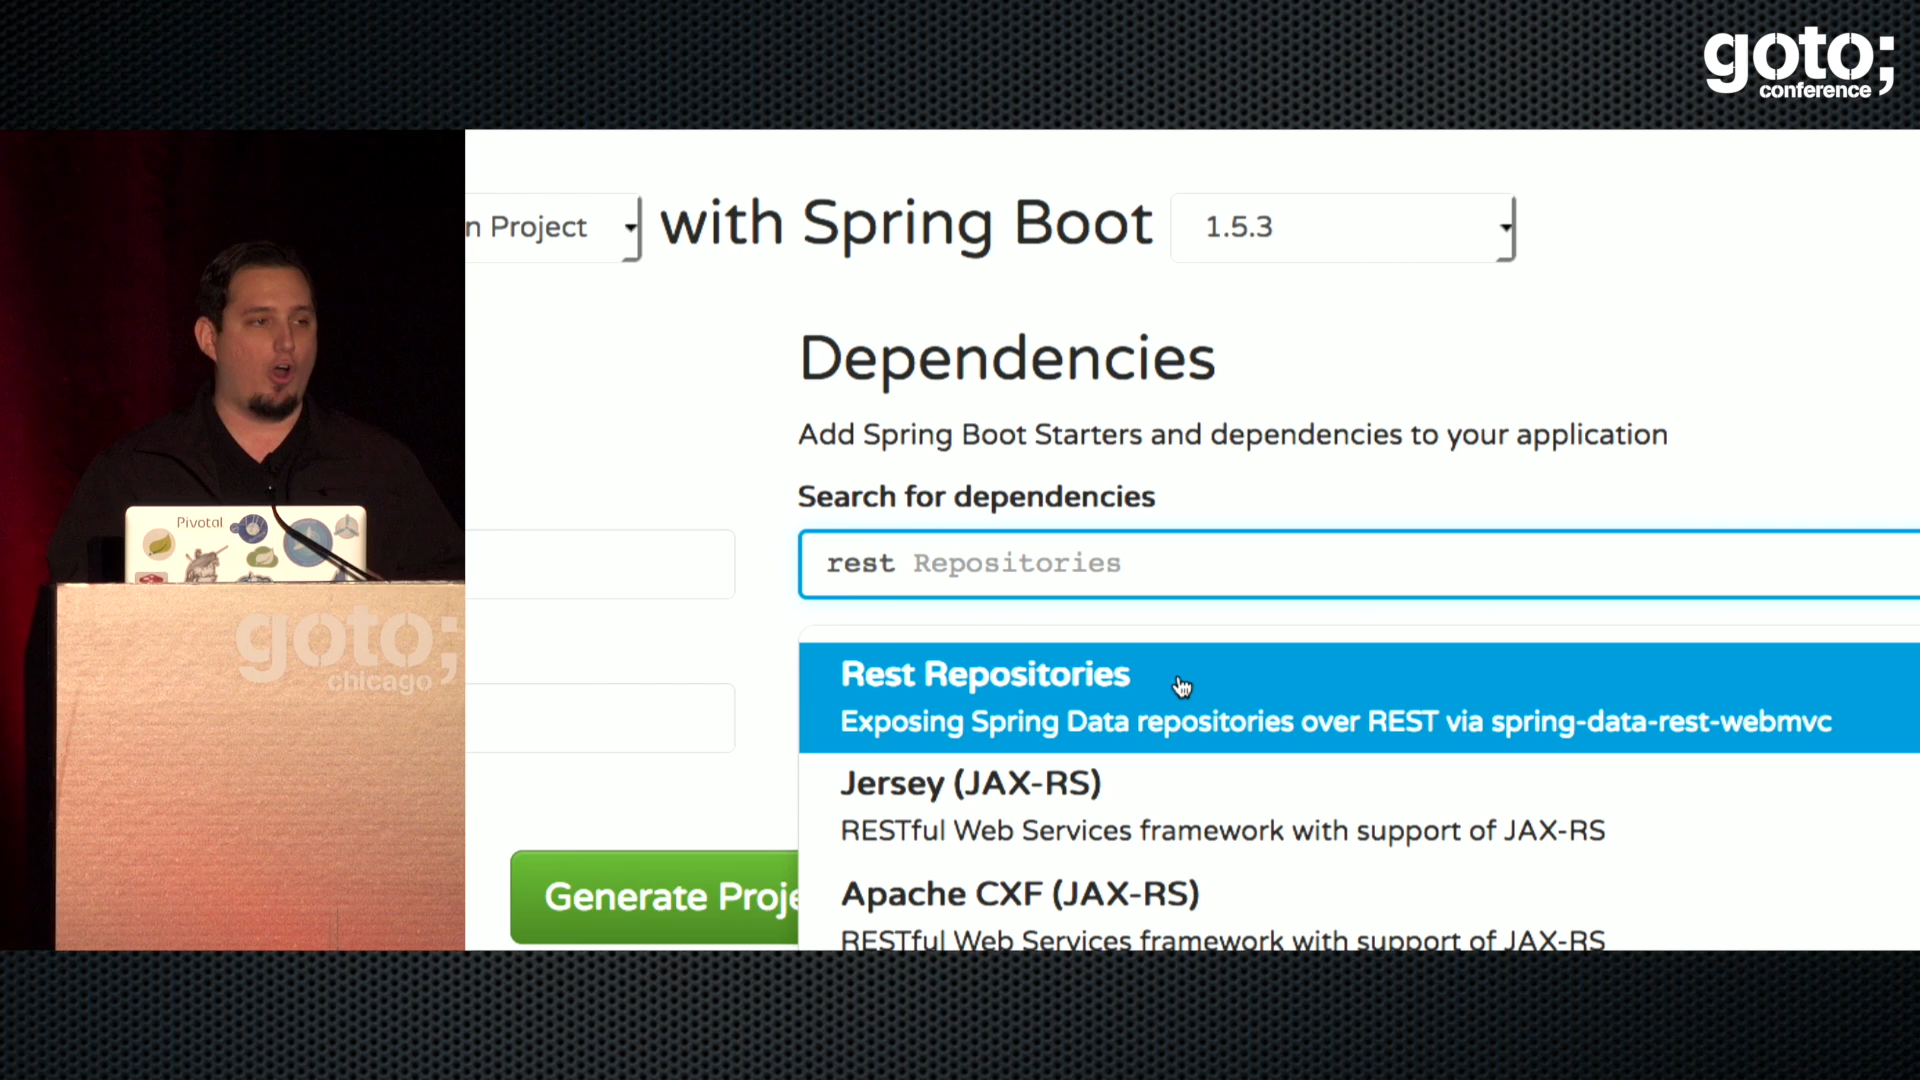 goto;
conference
n Project
with Spring Boot
1.5.3
Dependencies
Add Spring Boot Starters and dependencies to your application
Search for dependencies
rest Repositories
Rest Repositories
Exposing Spring Data repositories over REST via spring-data-rest-webmvc
Jersey (JAX-RS)
RESTful Web Services framework with support of JAX-RS
Apache CXF (JAX-RS)
RESTful Web Services framework with support of JAX-RS
Generate Proje
Pivotal
goto;
chicago